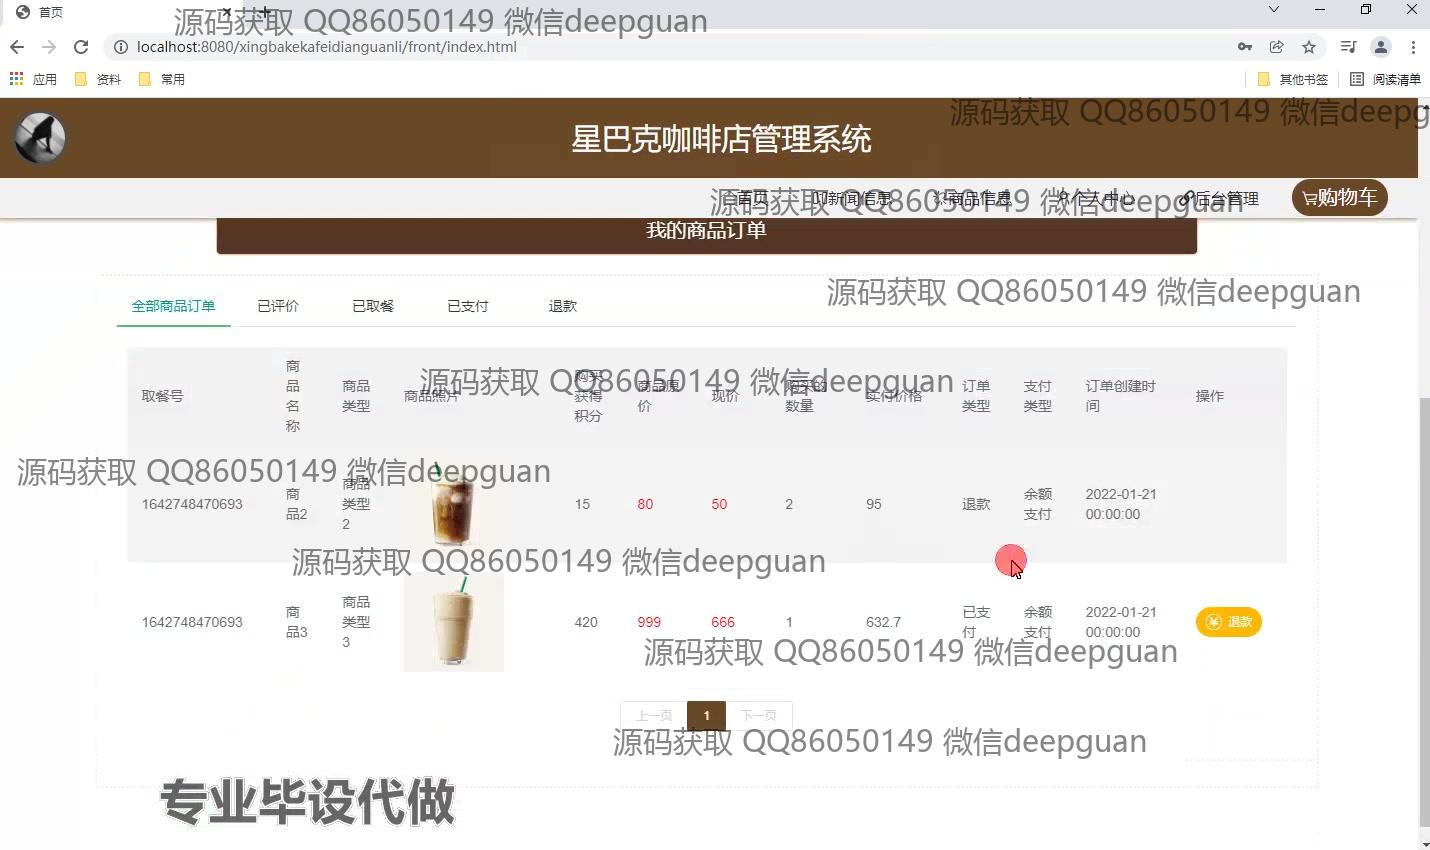 首页
源码获取 QQ86050149 微信deepguan
localhost:8080/xingbakekafeidianguanli/front/index.html
应用 资料 常用 其他书签 阅读清单
源码获取 QQ86050149 微信deepg
星巴克咖啡店管理系统
首页 新闻信息 商品信息 个人中心 后台管理 购物车
源码获取 QQ86050149 微信deepguan
我的商品订单
源码获取 QQ86050149 微信deepguan
全部商品订单 已评价 已取餐 已支付 退款
源码获取 QQ86050149 微信deepguan
取餐号 商品名称 商品类型 商品照片 购买获得积分 商品原价 现价 购买的数量 实付价格 订单类型 支付类型 订单创建时间 操作
源码获取 QQ86050149 微信deepguan
1642748470693 商品2 商品类型2 15 80 50 2 95 退款 余额支付 2022-01-21 00:00:00
源码获取 QQ86050149 微信deepguan
1642748470693 商品3 商品类型3 420 999 666 1 632.7 已支付 余额支付 2022-01-21 00:00:00 退款
源码获取 QQ86050149 微信deepguan
上一页 1 下一页
源码获取 QQ86050149 微信deepguan
专业毕设代做